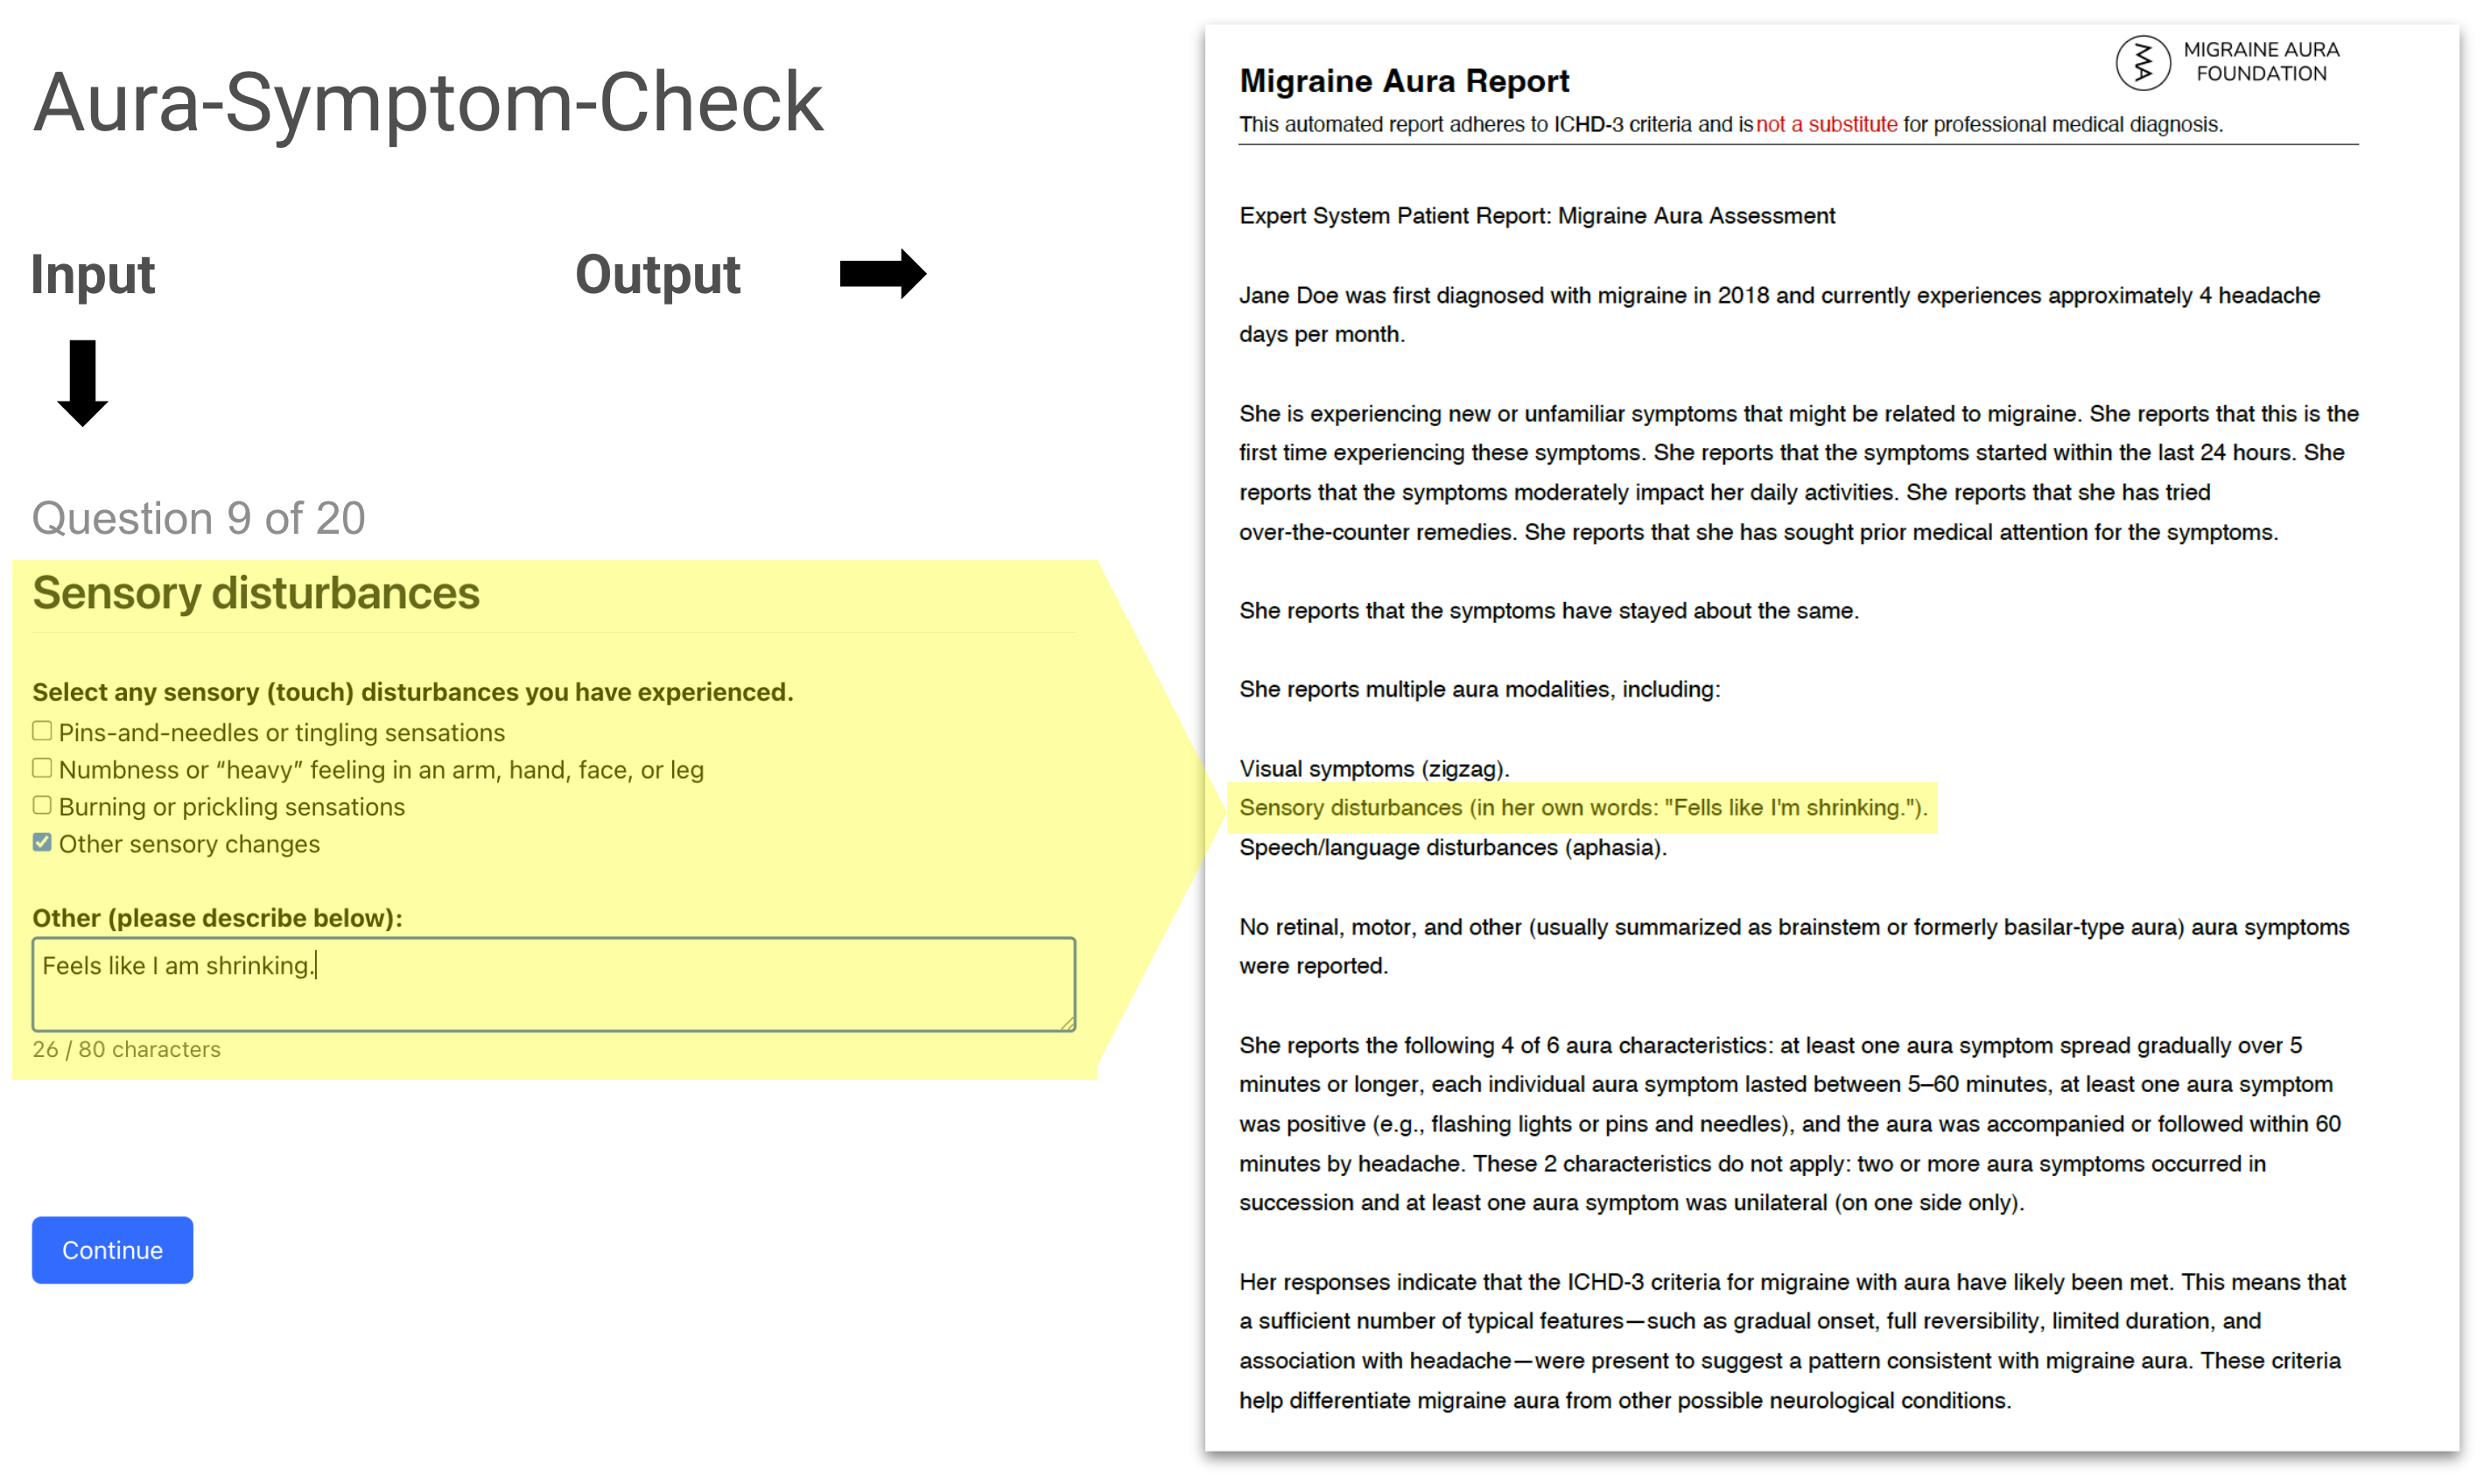 Aura-Symptom-Check
Input
Output
Question 9 of 20
Sensory disturbances
Select any sensory (touch) disturbances you have experienced.
Pins-and-needles or tingling sensations
Numbness or “heavy” feeling in an arm, hand, face, or leg
Burning or prickling sensations
Other sensory changes
Other (please describe below):
Feels like I am shrinking.
26 / 80 characters
Continue
MIGRAINE AURA
FOUNDATION
Migraine Aura Report
This automated report adheres to ICHD-3 criteria and is not a substitute for professional medical diagnosis.
Expert System Patient Report: Migraine Aura Assessment
Jane Doe was first diagnosed with migraine in 2018 and currently experiences approximately 4 headache
days per month.
She is experiencing new or unfamiliar symptoms that might be related to migraine. She reports that this is the
first time experiencing these symptoms. She reports that the symptoms started within the last 24 hours. She
reports that the symptoms moderately impact her daily activities. She reports that she has tried
over-the-counter remedies. She reports that she has sought prior medical attention for the symptoms.
She reports that the symptoms have stayed about the same.
She reports multiple aura modalities, including:
Visual symptoms (zigzag).
Sensory disturbances (in her own words: "Fells like I'm shrinking.").
Speech/language disturbances (aphasia).
No retinal, motor, and other (usually summarized as brainstem or formerly basilar-type aura) aura symptoms
were reported.
She reports the following 4 of 6 aura characteristics: at least one aura symptom spread gradually over 5
minutes or longer, each individual aura symptom lasted between 5–60 minutes, at least one aura symptom
was positive (e.g., flashing lights or pins and needles), and the aura was accompanied or followed within 60
minutes by headache. These 2 characteristics do not apply: two or more aura symptoms occurred in
succession and at least one aura symptom was unilateral (on one side only).
Her responses indicate that the ICHD-3 criteria for migraine with aura have likely been met. This means that
a sufficient number of typical features—such as gradual onset, full reversibility, limited duration, and
association with headache—were present to suggest a pattern consistent with migraine aura. These criteria
help differentiate migraine aura from other possible neurological conditions.